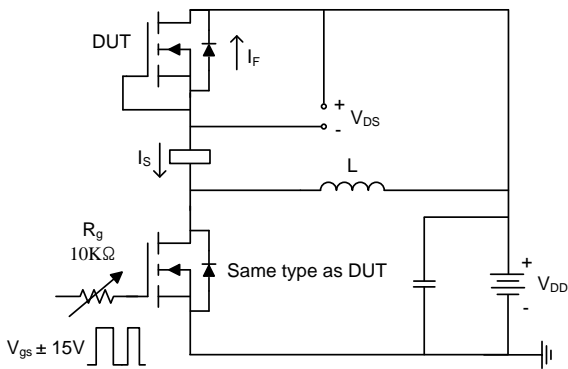 DUT
I_F
+
V_DS
-
I_S
L
R_g
10KΩ
Same type as DUT
+
V_DD
-
V_gs ± 15V